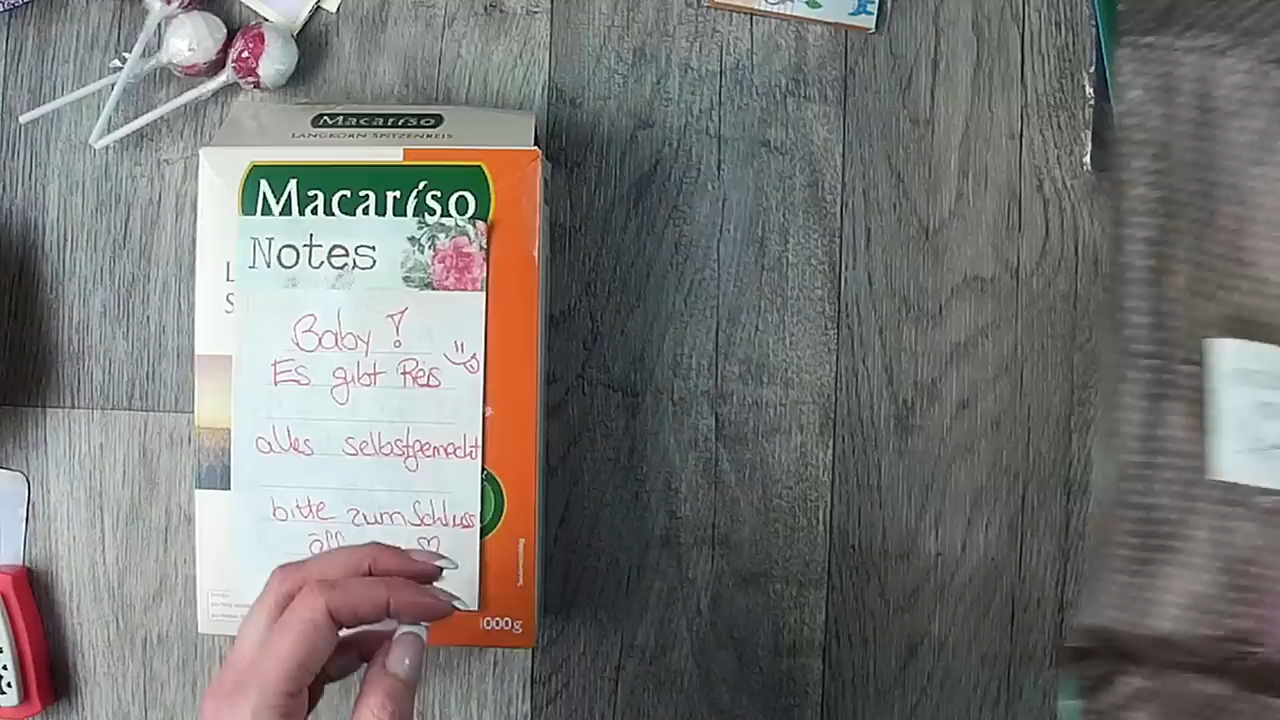 Macariso
LANGKORN SPITZENREIS
Macariso
Notes
Baby !
Es gibt Reis
alles selbstgemacht
bitte zum Schluss
1000g